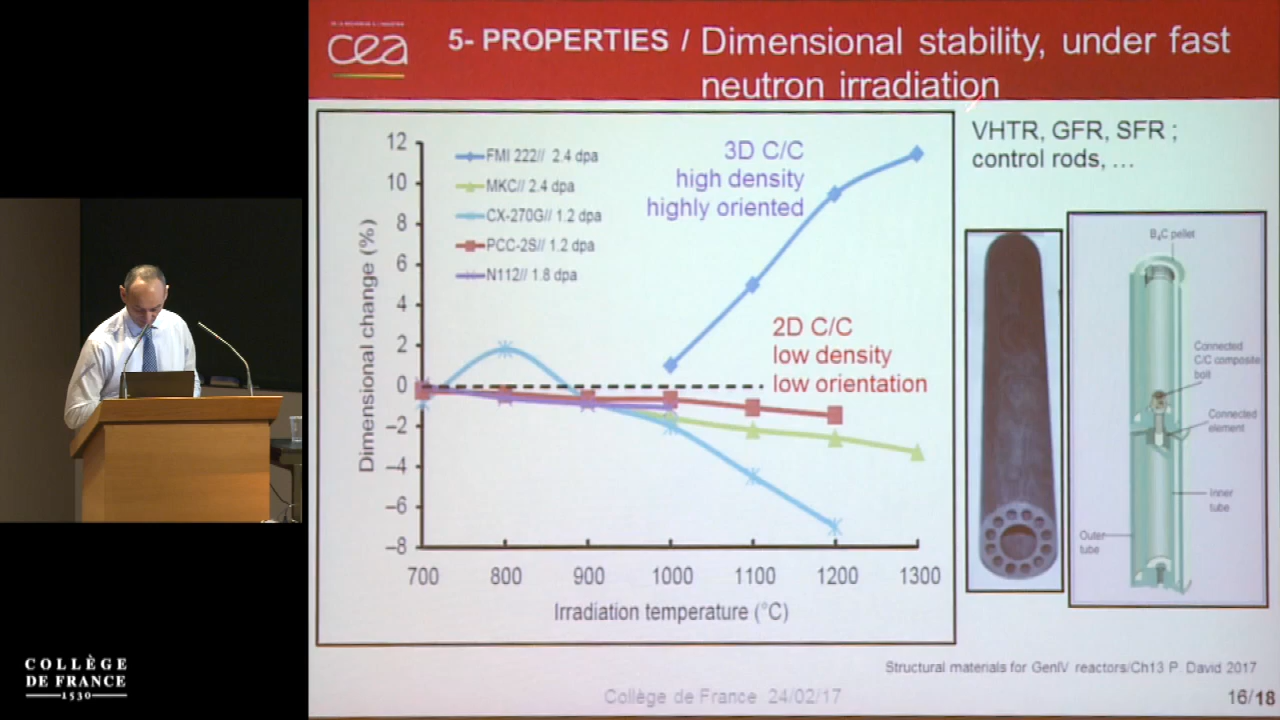 cea
5- PROPERTIES / Dimensional stability, under fast
neutron irradiation
Dimensional change (%)
12
10
8
6
4
2
0
–2
–4
–6
–8
FMI 222// 2.4 dpa
MKC// 2.4 dpa
CX-270G// 1.2 dpa
PCC-2S// 1.2 dpa
N112// 1.8 dpa
3D C/C
high density
highly oriented
2D C/C
low density
low orientation
700 800 900 1000 1100 1200 1300
Irradiation temperature (°C)
VHTR, GFR, SFR ;
control rods, ...
B₄C pellet
Connected
C/C composite
bolt
Connected
element
Inner
tube
Outer
tube
Structural materials for GenIV reactors/Ch13 P. David 2017
Collège de France 24/02/17
16/18
COLLÈGE
DE FRANCE
1530